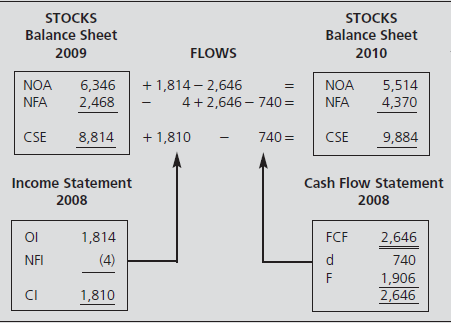 STOCKS STOCKS
Balance Sheet Balance Sheet
2009 FLOWS 2010
NOA 6,346 + 1,814 – 2,646 = NOA 5,514
NFA 2,468 – 4 + 2,646 – 740 = NFA 4,370
CSE 8,814 + 1,810 – 740 = CSE 9,884
Income Statement Cash Flow Statement
2008 2008
OI 1,814 FCF 2,646
NFI (4) d 740
F 1,906
CI 1,810 2,646